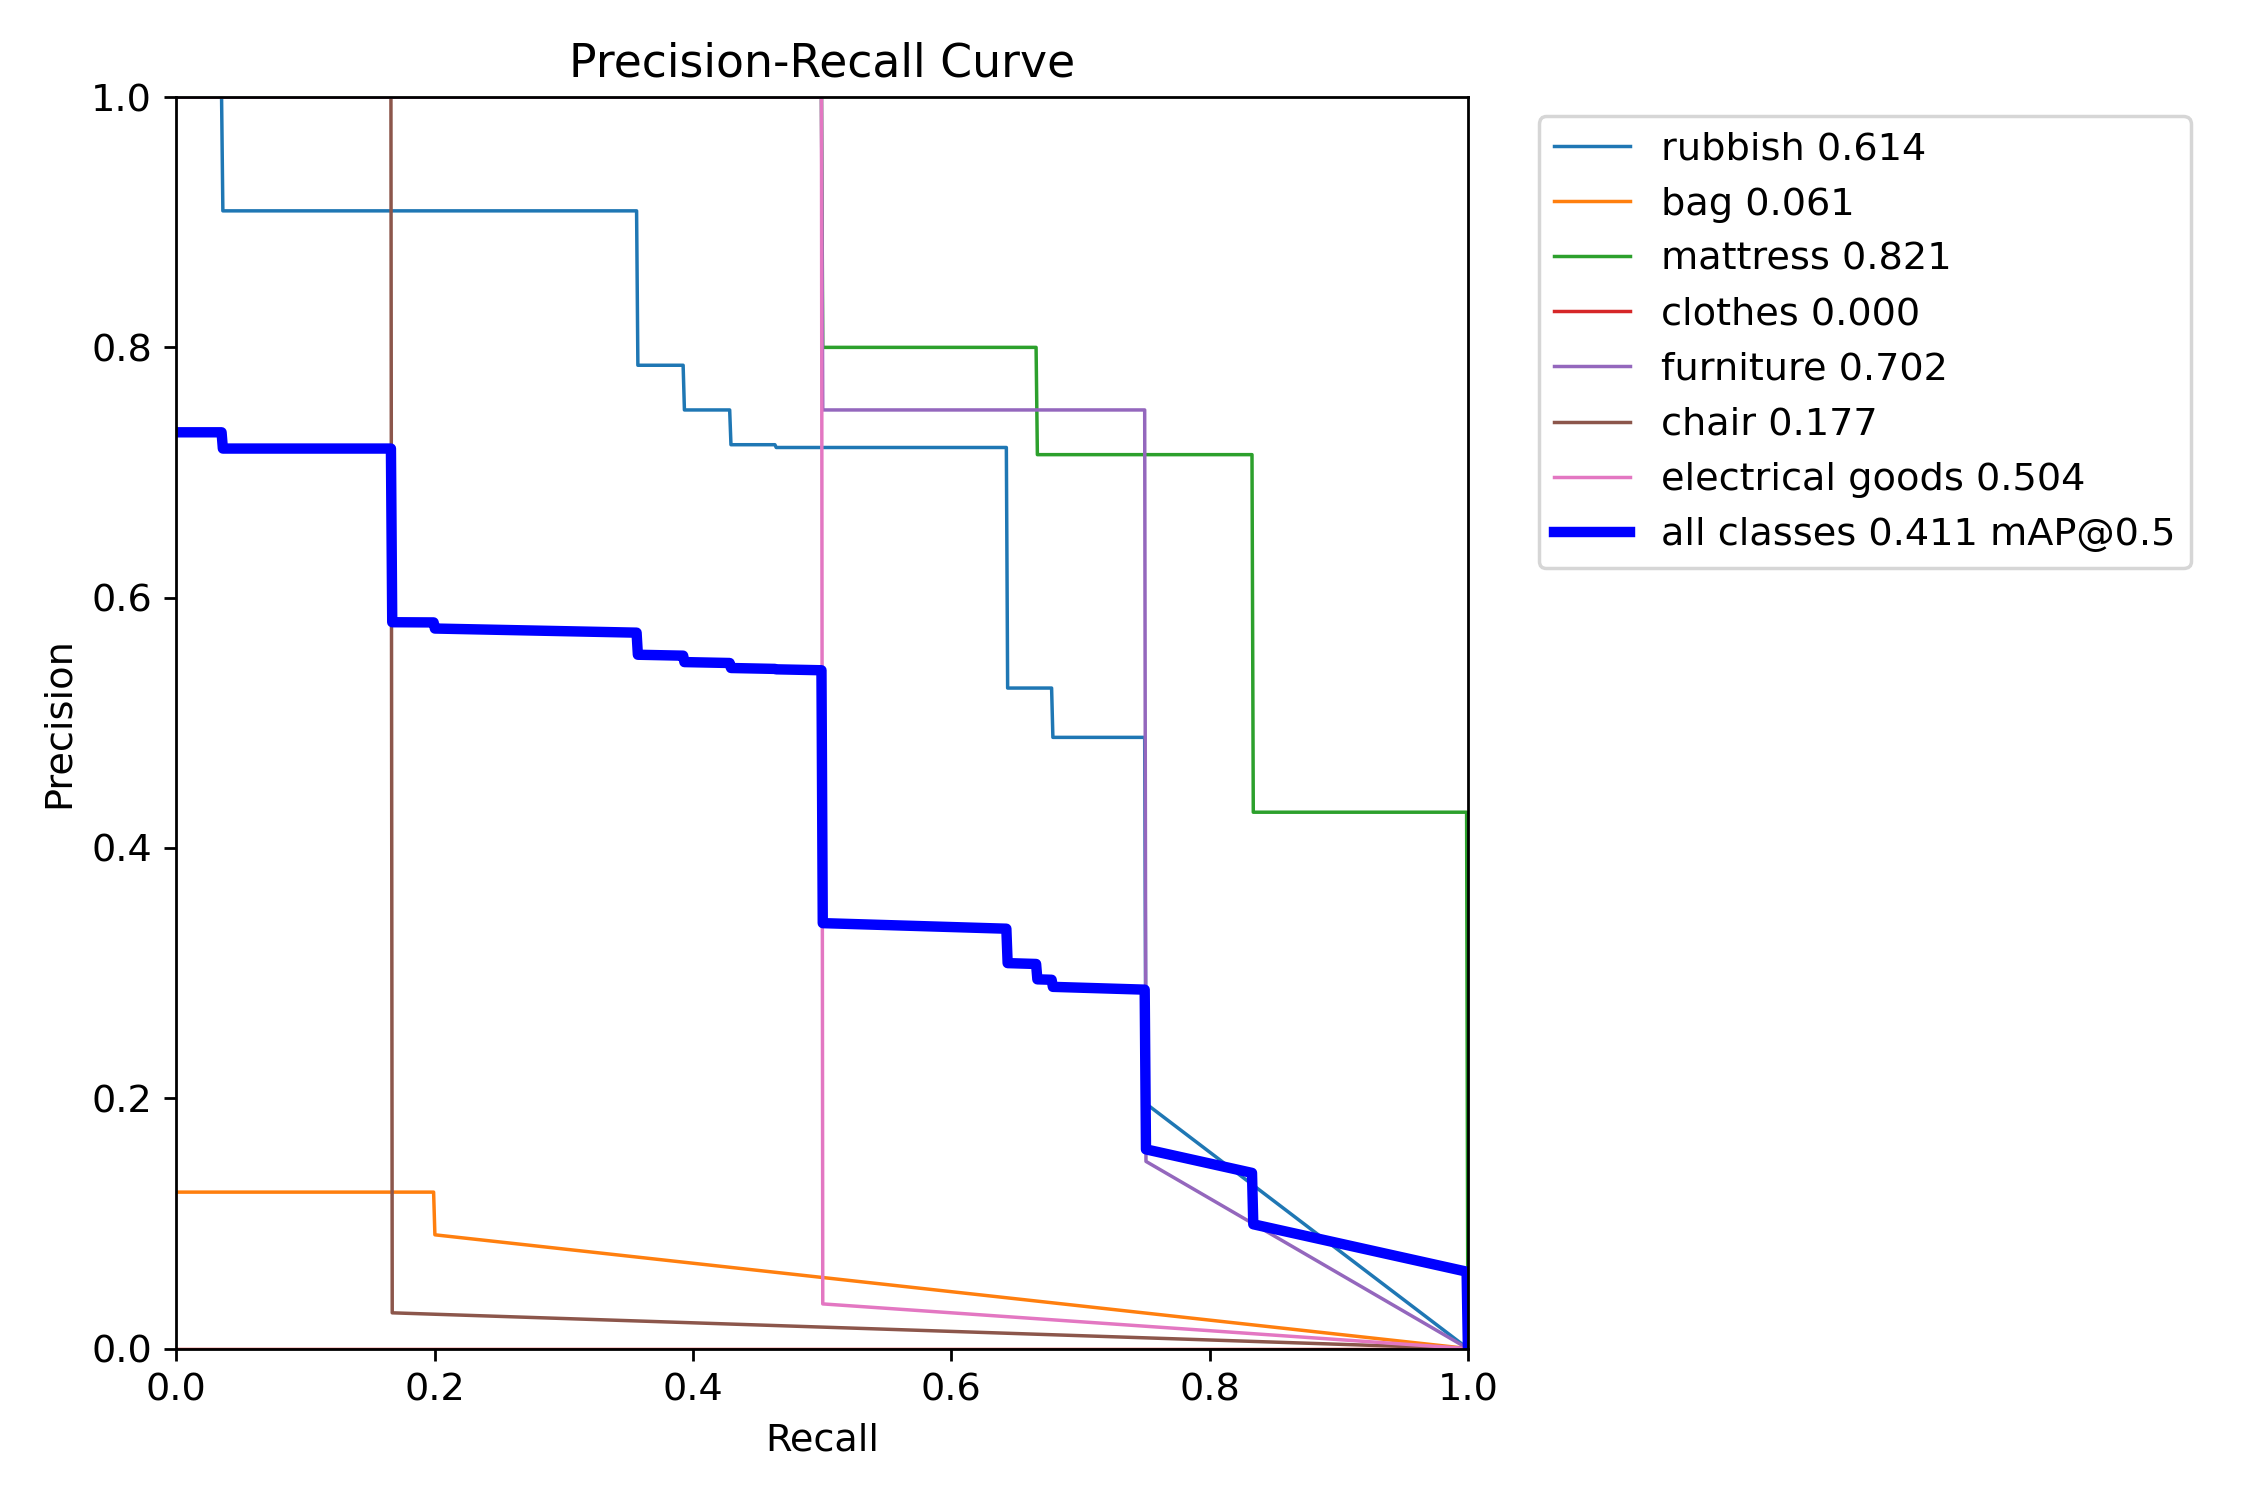 Precision-Recall Curve
1.0
0.8
0.6
0.4
0.2
0.0
Precision
0.0 0.2 0.4 0.6 0.8 1.0
Recall
rubbish 0.614
bag 0.061
mattress 0.821
clothes 0.000
furniture 0.702
chair 0.177
electrical goods 0.504
all classes 0.411 mAP@0.5